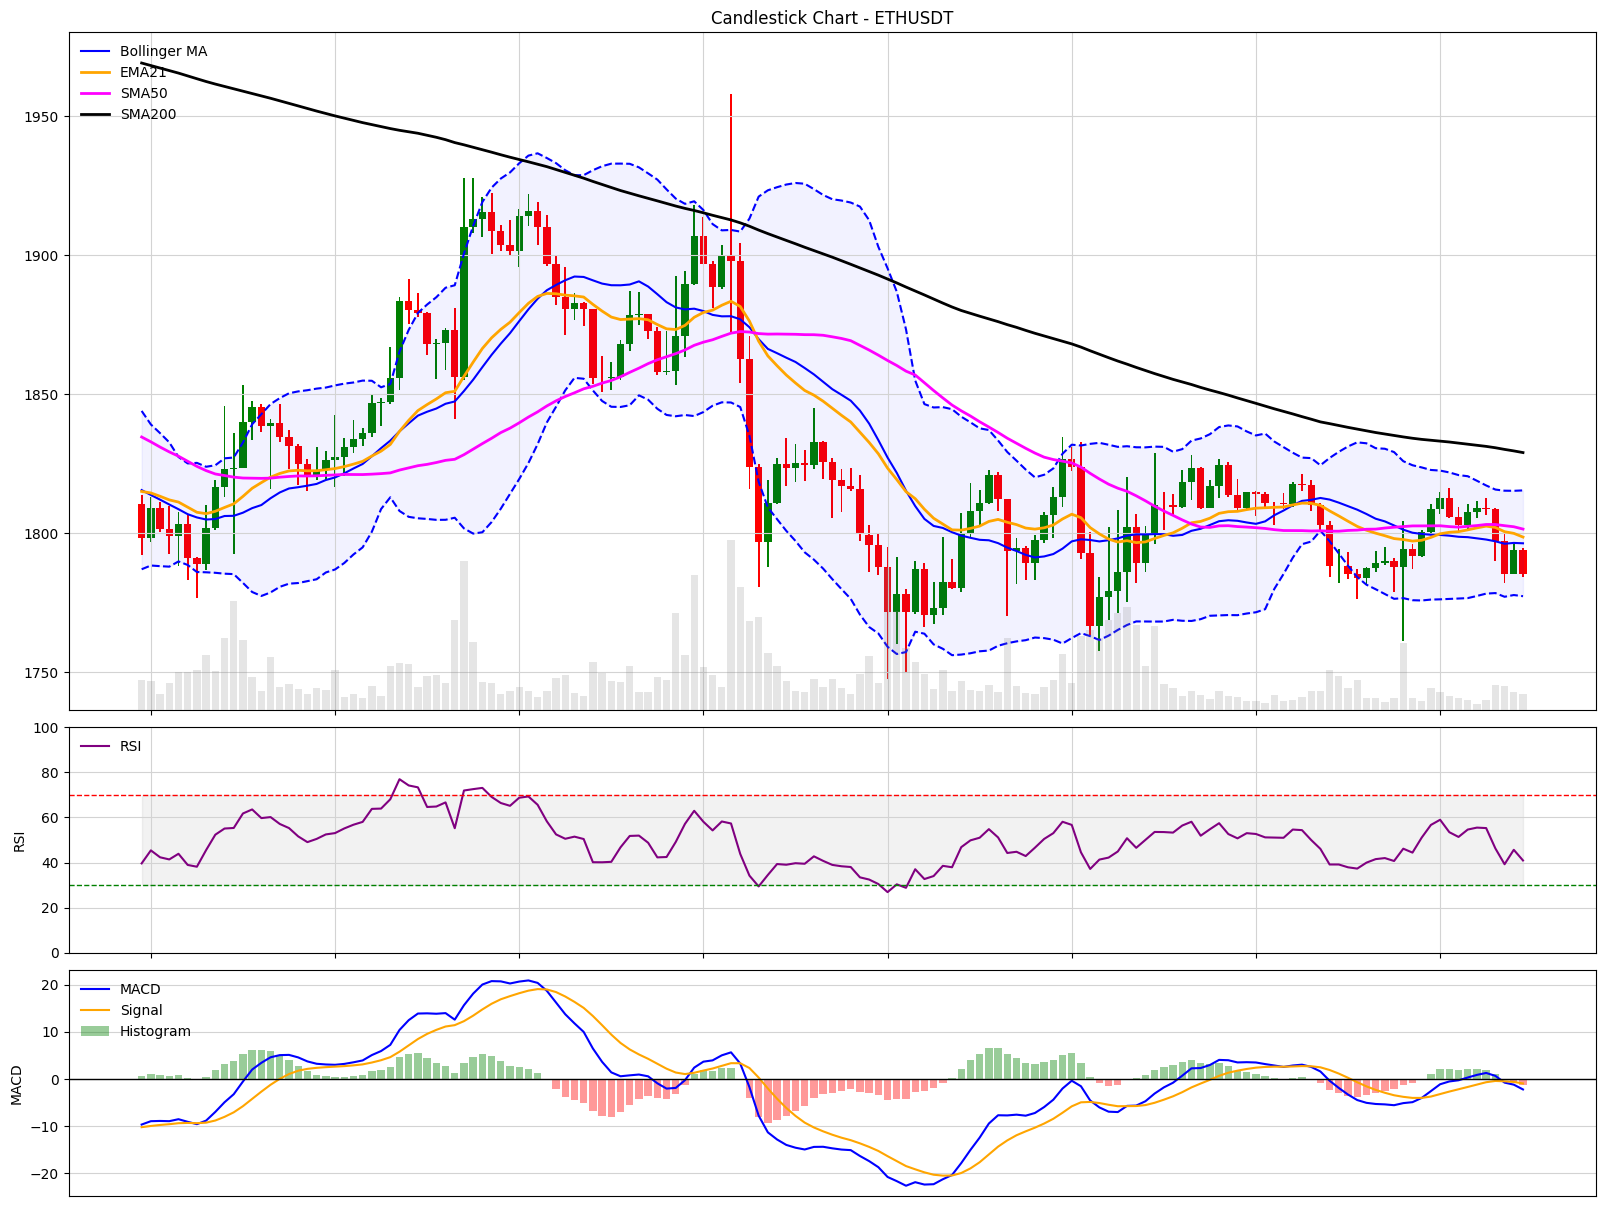 Candlestick Chart - ETHUSDT
Bollinger MA
EMA21
SMA50
SMA200
1950
1900
1850
1800
1750
RSI
100
80
60
40
20
0
RSI
MACD
Signal
Histogram
20
10
0
−10
−20
MACD